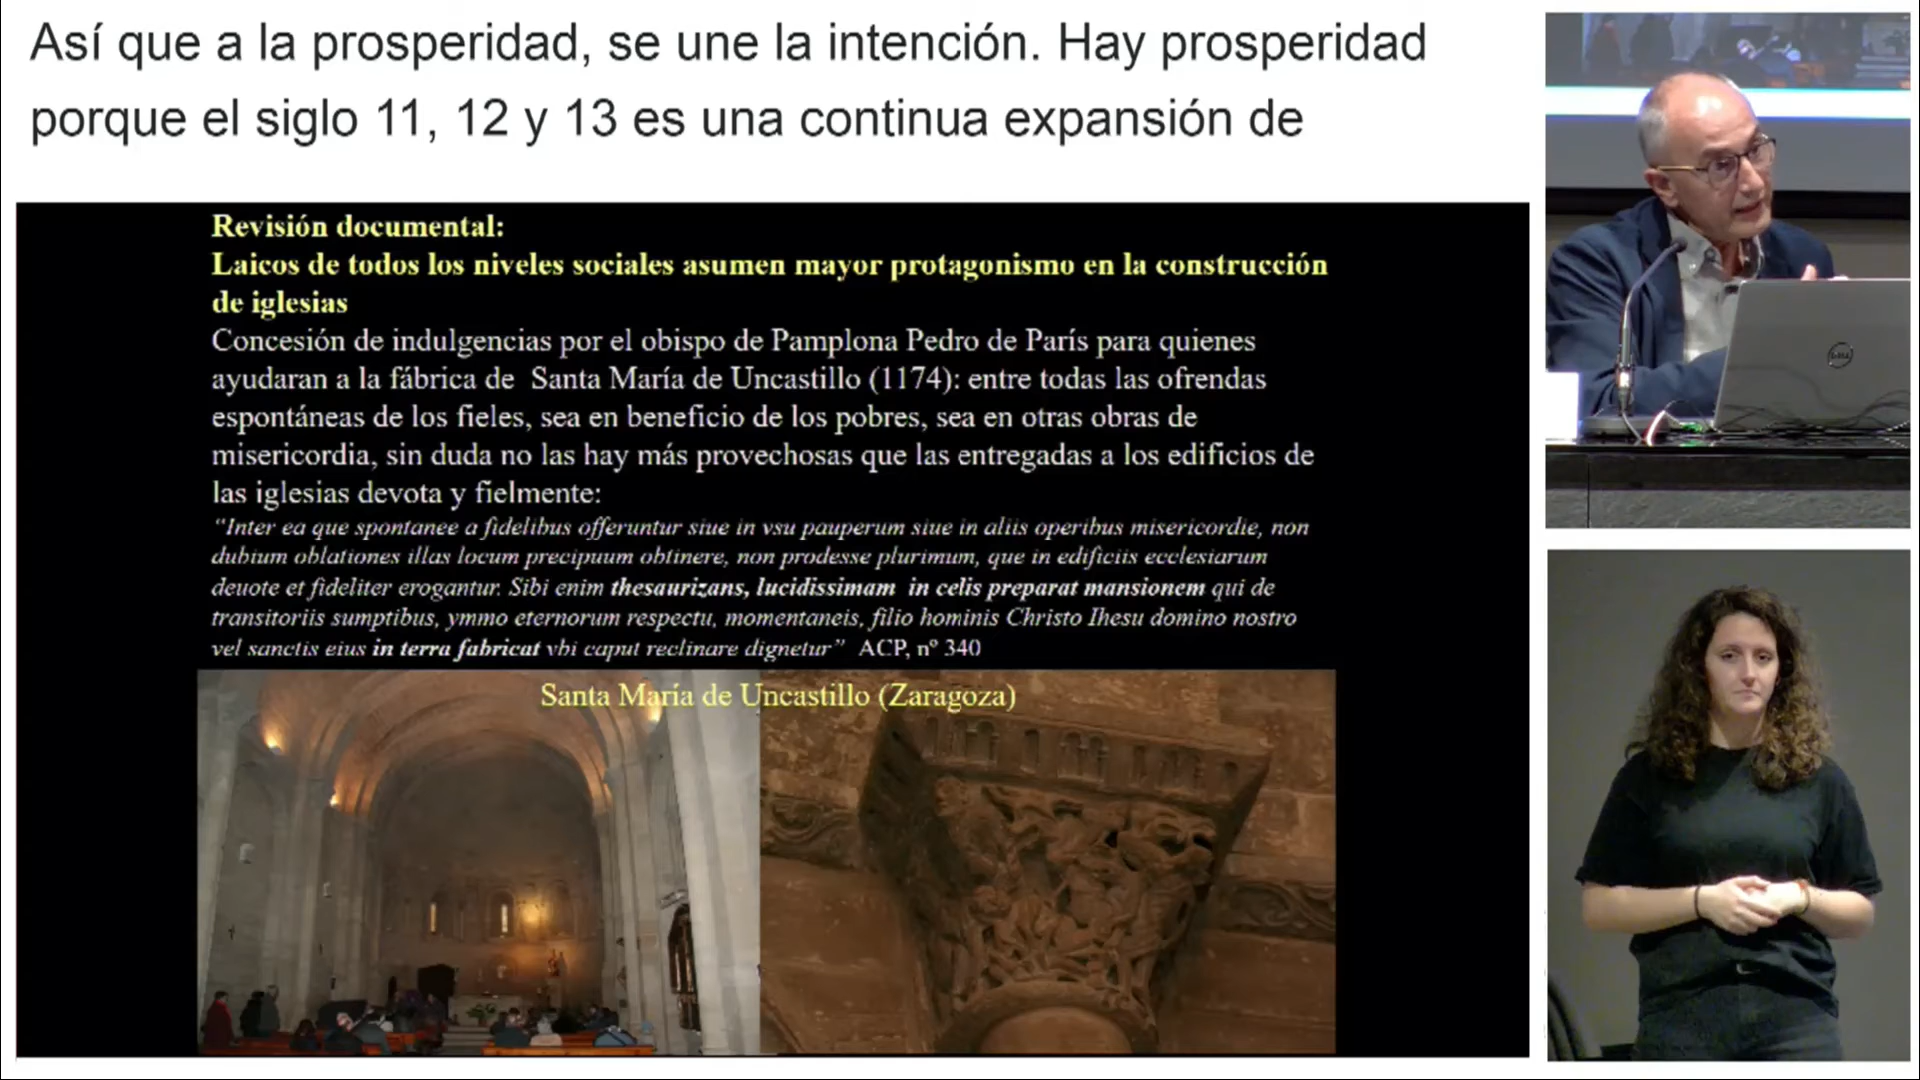 Así que a la prosperidad, se une la intención. Hay prosperidad
porque el siglo 11, 12 y 13 es una continua expansión de
Revisión documental:
Laicos de todos los niveles sociales asumen mayor protagonismo en la construcción
de iglesias
Concesión de indulgencias por el obispo de Pamplona Pedro de París para quienes
ayudaran a la fábrica de Santa María de Uncastillo (1174): entre todas las ofrendas
espontáneas de los fieles, sea en beneficio de los pobres, sea en otras obras de
misericordia, sin duda no las hay más provechosas que las entregadas a los edificios de
las iglesias devota y fielmente:
“Inter ea que spontanee a fidelibus offeruntur siue in vsu pauperum siue in aliis operibus misericordie, non
dubium oblationes illas locum precipuum obtinere, non prodesse plurimum, que in edificiis ecclesiarum
deuote et fideliter erogantur. Sibi enim thesaurizans, lucidissimam in celis preparat mansionem qui de
transitoriis sumptibus, ymmo eternorum respectu, momentaneis, filio hominis Christo Ihesu domino nostro
vel sanctis eius in terra fabricat vbi caput reclinare dignetur” ACP, nº 340
Santa María de Uncastillo (Zaragoza)
DELL